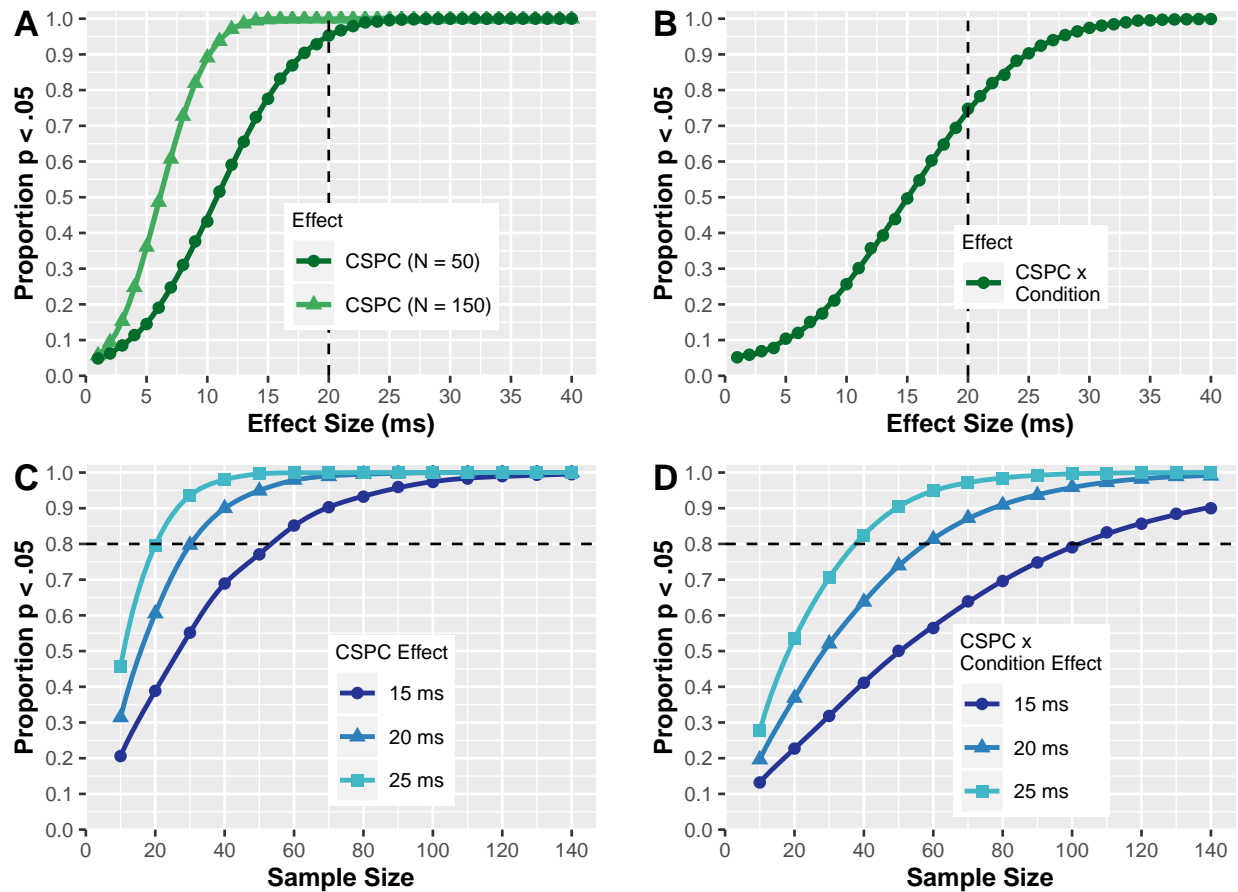 A
Proportion p < .05
1.0
0.9
0.8
0.7
0.6
0.5
0.4
0.3
0.2
0.1
0.0
Effect
CSPC (N = 50)
CSPC (N = 150)
0 5 10 15 20 25 30 35 40
Effect Size (ms)
B
Proportion p < .05
1.0
0.9
0.8
0.7
0.6
0.5
0.4
0.3
0.2
0.1
0.0
Effect
CSPC x
Condition
0 5 10 15 20 25 30 35 40
Effect Size (ms)
C
Proportion p < .05
1.0
0.9
0.8
0.7
0.6
0.5
0.4
0.3
0.2
0.1
0.0
CSPC Effect
15 ms
20 ms
25 ms
0 20 40 60 80 100 120 140
Sample Size
D
Proportion p < .05
1.0
0.9
0.8
0.7
0.6
0.5
0.4
0.3
0.2
0.1
0.0
CSPC x
Condition Effect
15 ms
20 ms
25 ms
0 20 40 60 80 100 120 140
Sample Size